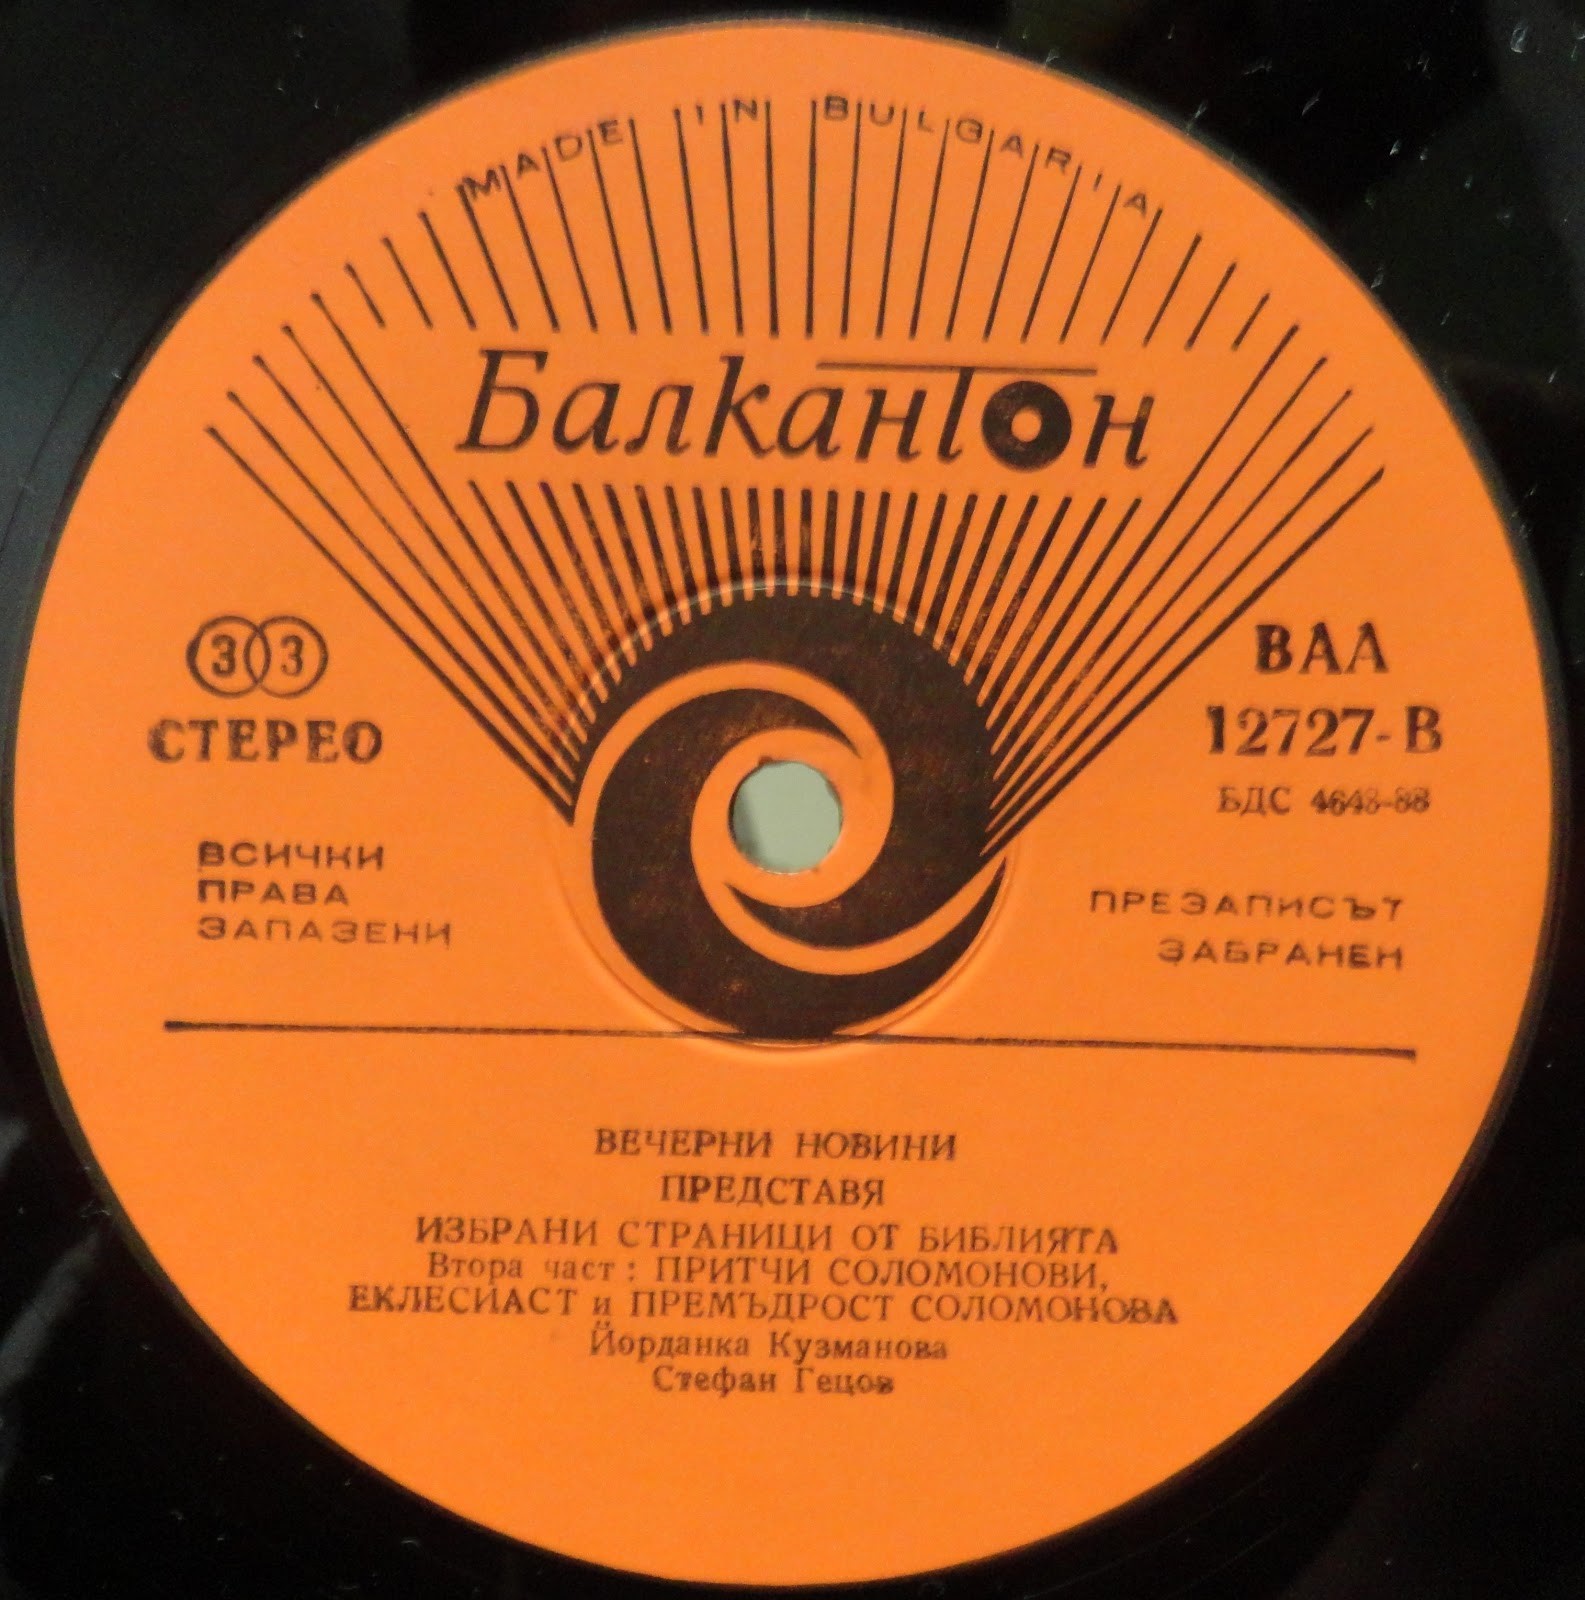 MADE IN BULGARIA
Балкантон
33
СТЕРЕО
ВАА
12727-В
БДС 4648-88
ВСИЧКИ
ПРАВА
ЗАПАЗЕНИ
ПРЕЗАПИСЪТ
ЗАБРАНЕН
ВЕЧЕРНИ НОВИНИ
ПРЕДСТАВЯ
ИЗБРАНИ СТРАНИЦИ ОТ БИБЛИЯТА
Втора част : ПРИТЧИ СОЛОМОНОВИ,
ЕКЛЕСИАСТ и ПРЕМЪДРОСТ СОЛОМОНОВА
Йорданка Кузманова
Стефан Гецов